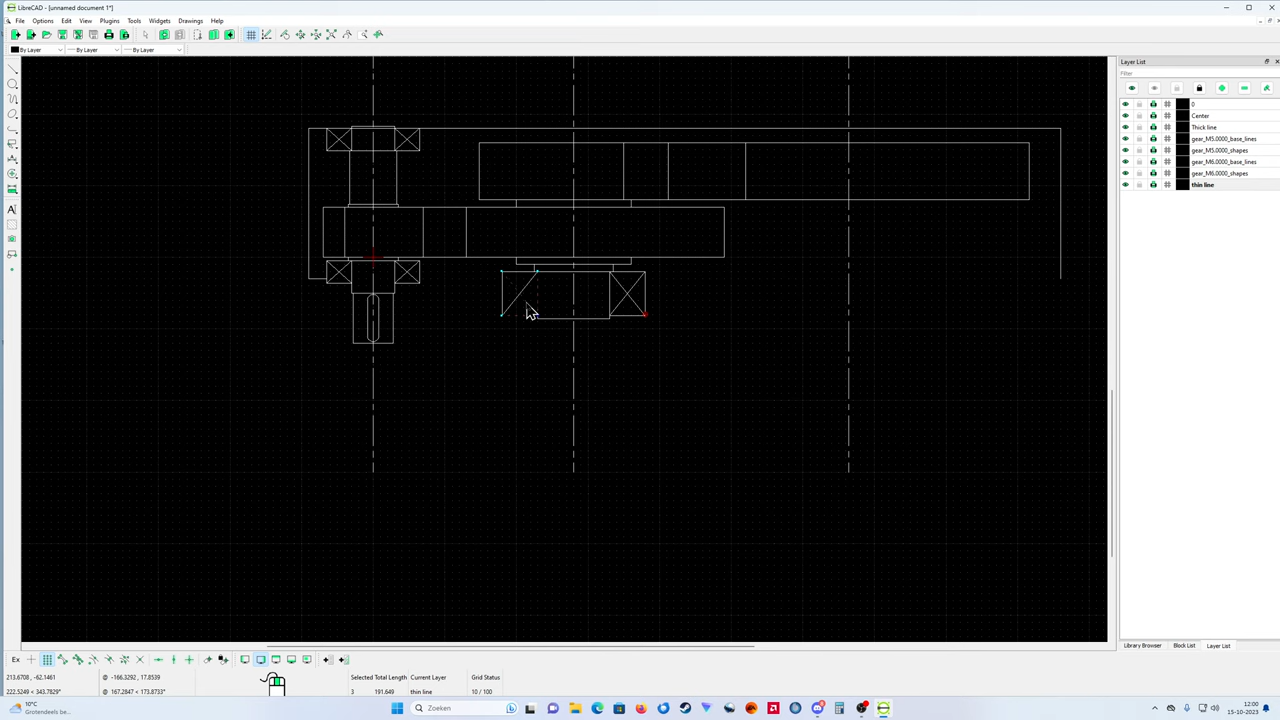 LibreCAD - [unnamed document 1*]
File Options Edit View Plugins Tools Widgets Drawings Help
By Layer By Layer By Layer
Layer List
Filter
0
Center
Thick line
gear_M5.0000_base_lines
gear_M5.0000_shapes
gear_M6.0000_base_lines
gear_M6.0000_shapes
thin line
Library Browser Block List Layer List
Ex
213.6708 , -62.1461 @ -166.3292 , 17.8539 Selected Total Length Current Layer Grid Status
222.5249 < 343.7829° @ 167.2847 < 173.8733° 3 191.649 thin line 10 / 100
10°C
Grotendeels be...
Zoeken
12:00
15-10-2023